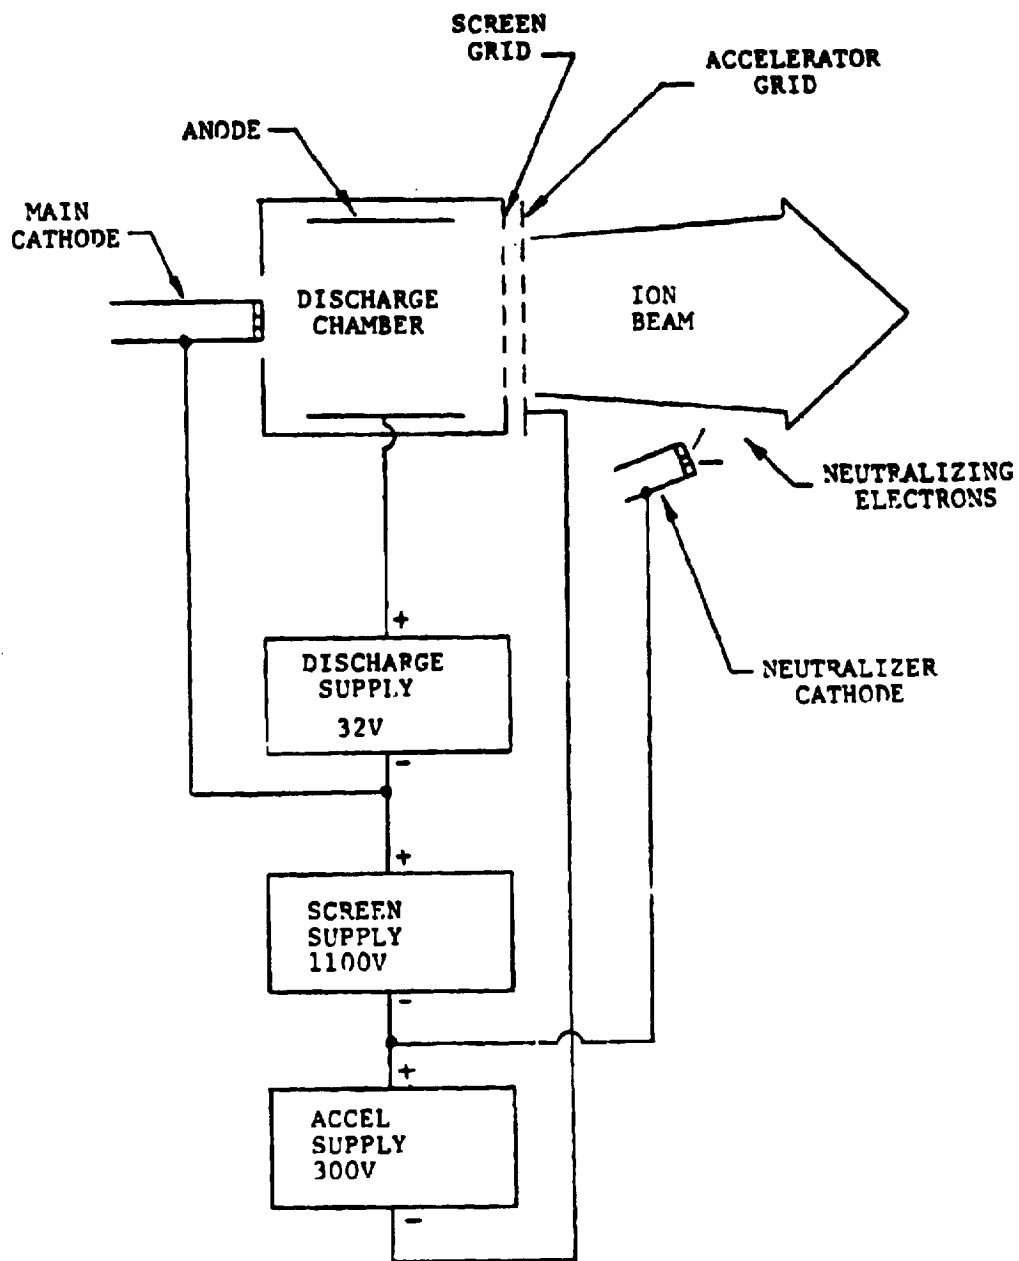 SCREEN
GRID
ACCELERATOR
GRID
ANODE
MAIN
CATHODE
DISCHARGE
CHAMBER
ION
BEAM
NEUTRALIZING
ELECTRONS
+
DISCHARGE
SUPPLY
32V
-
NEUTRALIZER
CATHODE
+
SCREEN
SUPPLY
1100V
-
+
ACCEL
SUPPLY
300V
-